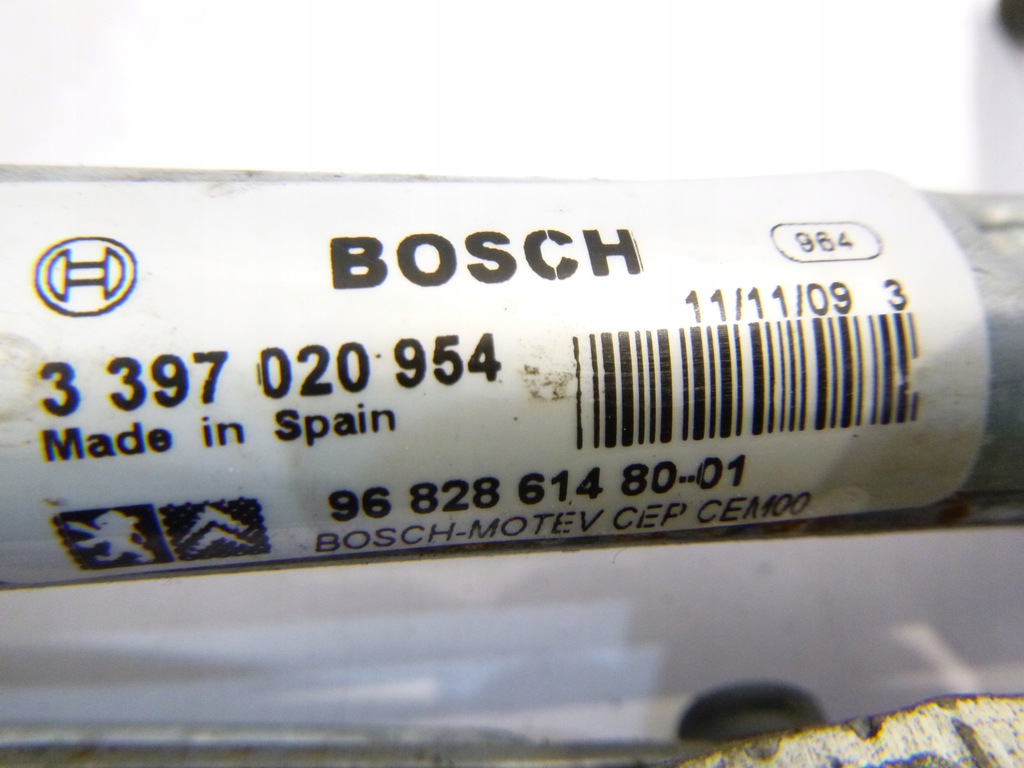 BOSCH
964
11/11/09 3
3 397 020 954
Made in Spain
96 828 614 80-01
BOSCH-MOTEV CEP CEM00